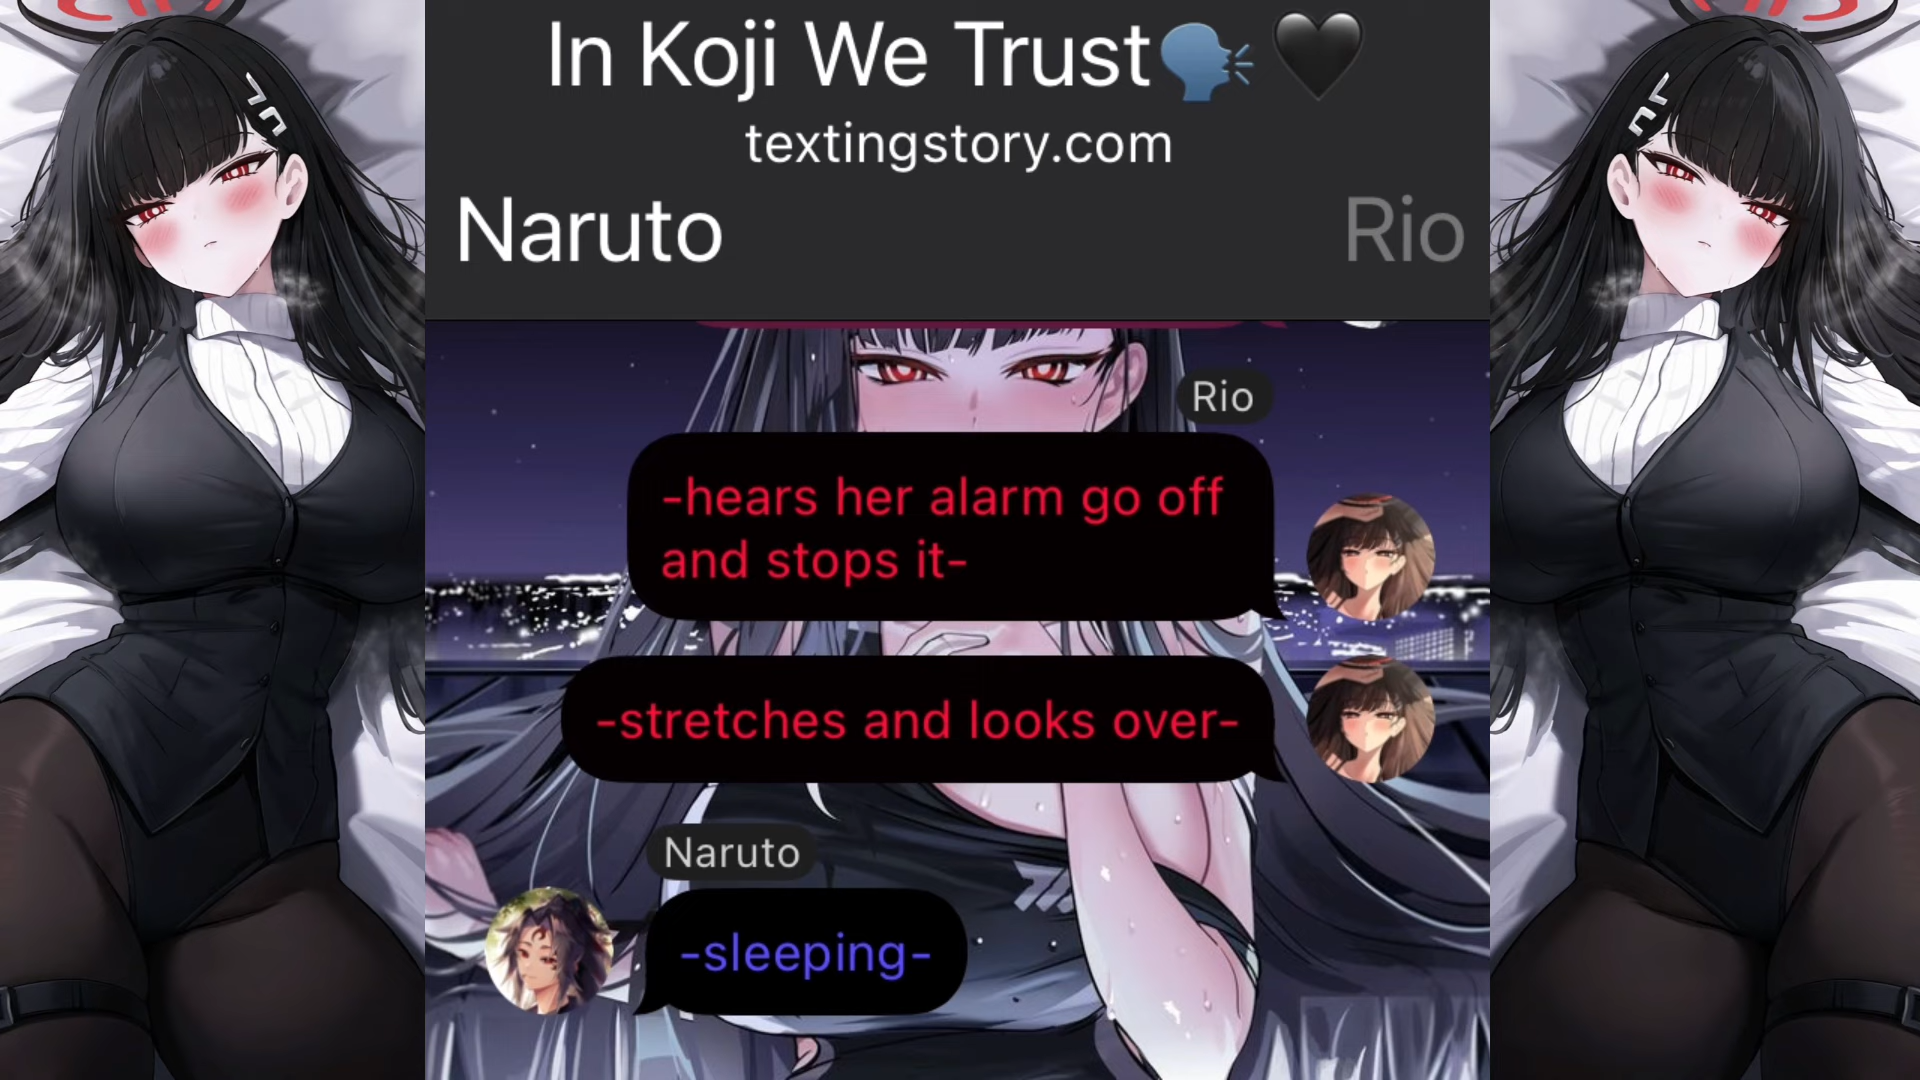 In Koji We Trust🗣️🖤
textingstory.com
Naruto
Rio
Rio
-hears her alarm go off
and stops it-
-stretches and looks over-
Naruto
-sleeping-